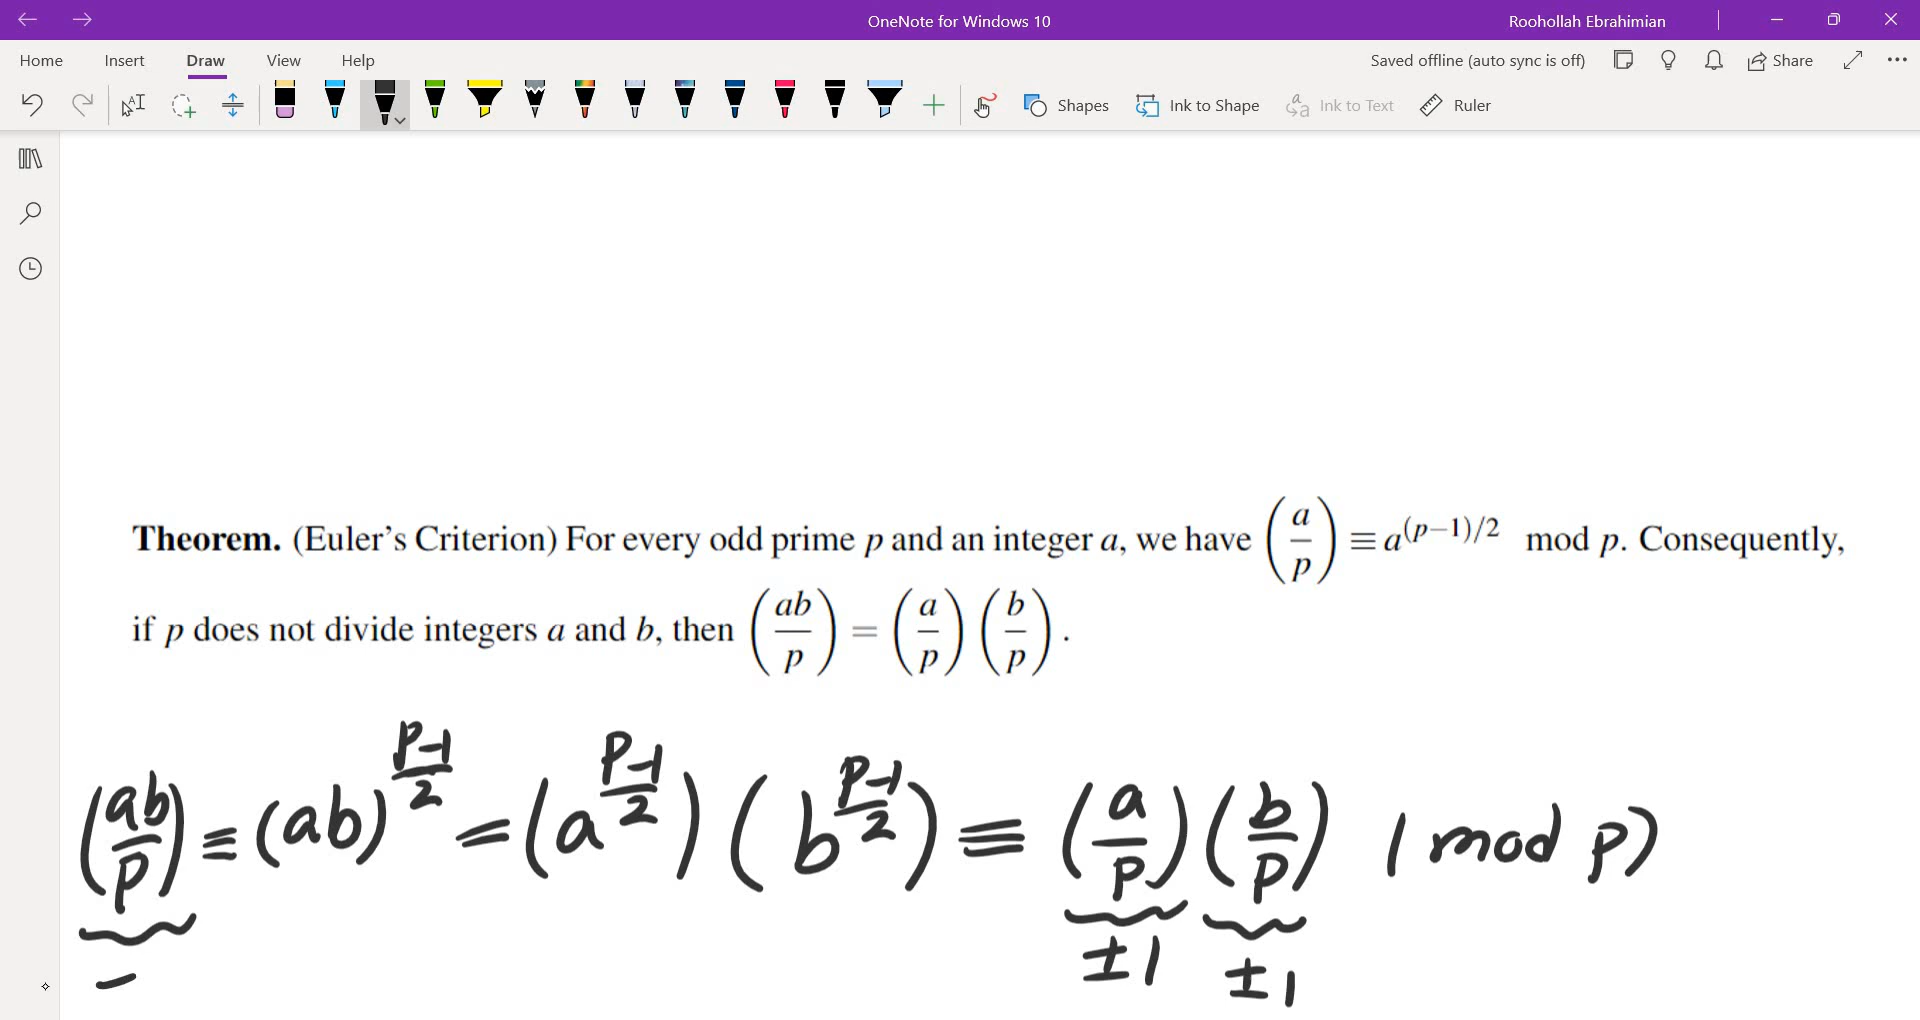 OneNote for Windows 10
Roohollah Ebrahimian
Home Insert Draw View Help
Saved offline (auto sync is off) Share
Shapes Ink to Shape Ink to Text Ruler
Theorem. (Euler's Criterion) For every odd prime p and an integer a, we have (a/p) ≡ a^{(p−1)/2} mod p. Consequently,
if p does not divide integers a and b, then (ab/p) = (a/p)(b/p).
(ab/p) ≡ (ab)^{(p-1)/2} = (a^{(p-1)/2})(b^{(p-1)/2}) ≡ (a/p)(b/p) (mod p)
±1 ±1